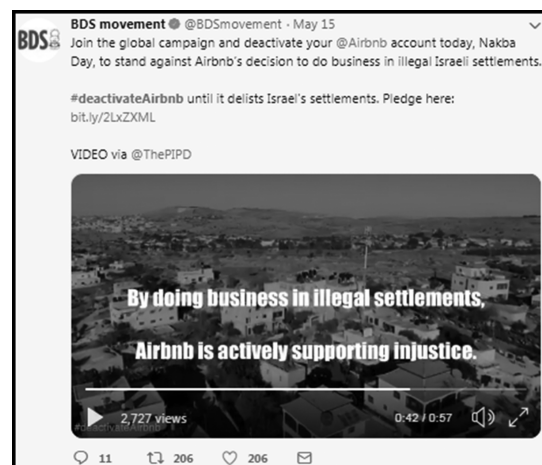 BDS movement @BDSmovement · May 15
BDS
Join the global campaign and deactivate your @Airbnb account today, Nakba
Day, to stand against Airbnb's decision to do business in illegal Israeli settlements.
#deactivateAirbnb until it delists Israel's settlements. Pledge here:
bit.ly/2LxZXML
VIDEO via @ThePIPD
By doing business in illegal settlements,
Airbnb is actively supporting injustice.
2,727 views
0:42 / 0:57
#deactivateAirbnb
11 206 206